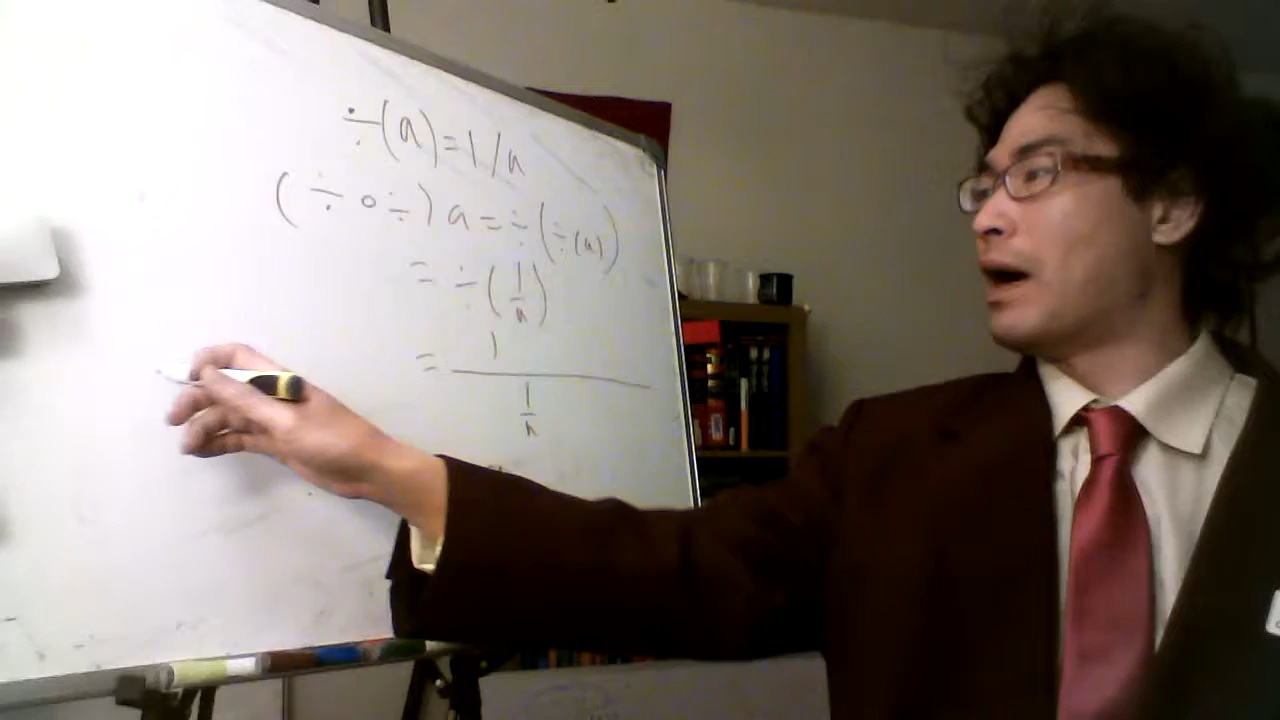 ÷(a)=1/a
(÷∘÷)a=÷(÷(a))
=÷(1/a)
= 1
1
a